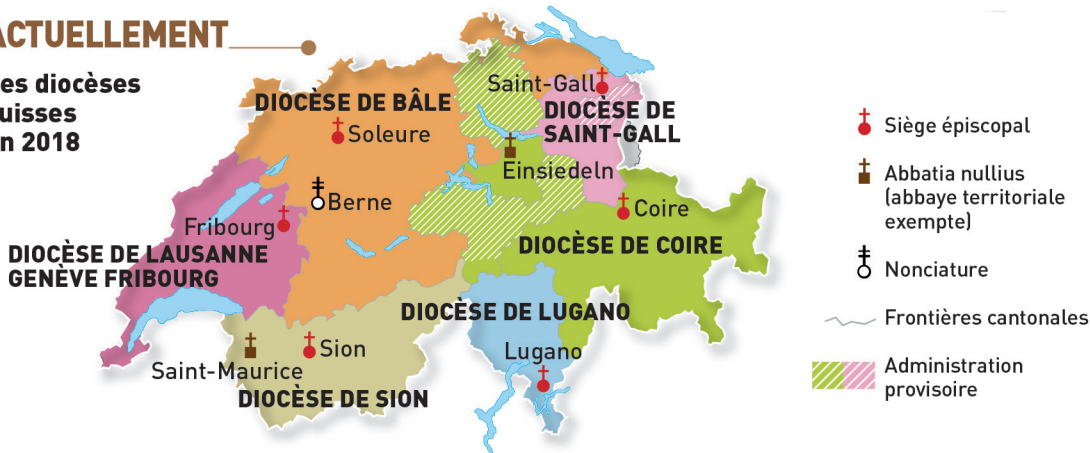 ACTUELLEMENT
es diocèses
uisses
n 2018
DIOCÈSE DE BÂLE
Soleure
Saint-Gall
DIOCÈSE DE
SAINT-GALL
Einsiedeln
Berne
Fribourg
Coire
DIOCÈSE DE LAUSANNE
GENÈVE FRIBOURG
DIOCÈSE DE COIRE
DIOCÈSE DE LUGANO
Lugano
Sion
Saint-Maurice
DIOCÈSE DE SION
Siège épiscopal
Abbatia nullius
(abbaye territoriale
exempte)
Nonciature
Frontières cantonales
Administration
provisoire